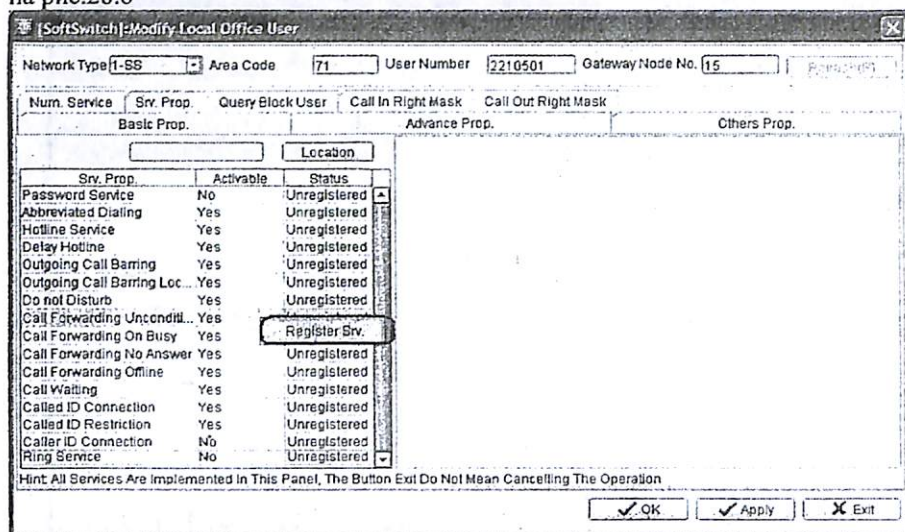 на рис.26.6
[SoftSwitch]:Modify Local Office User
Network Type 1-SS Area Code 71 User Number 2210501 Gateway Node No. 15
Num. Service Srv. Prop. Query Block User Call In Right Mask Call Out Right Mask
Basic Prop. Advance Prop. Others Prop.
Location
Srv. Prop. Activable Status
Password Service No Unregistered
Abbreviated Dialing Yes Unregistered
Hotline Service Yes Unregistered
Delay Hotline Yes Unregistered
Outgoing Call Barring Yes Unregistered
Outgoing Call Barring Loc... Yes Unregistered
Do not Disturb Yes Unregistered
Call Forwarding Unconditi... Yes
Call Forwarding On Busy Yes Register Srv.
Call Forwarding No Answer Yes Unregistered
Call Forwarding Offline Yes Unregistered
Call Waiting Yes Unregistered
Called ID Connection Yes Unregistered
Called ID Restriction Yes Unregistered
Caller ID Connection No Unregistered
Ring Service No Unregistered
Hint: All Services Are Implemented In This Panel, The Button Exit Do Not Mean Cancelling The Operation
OK Apply Exit